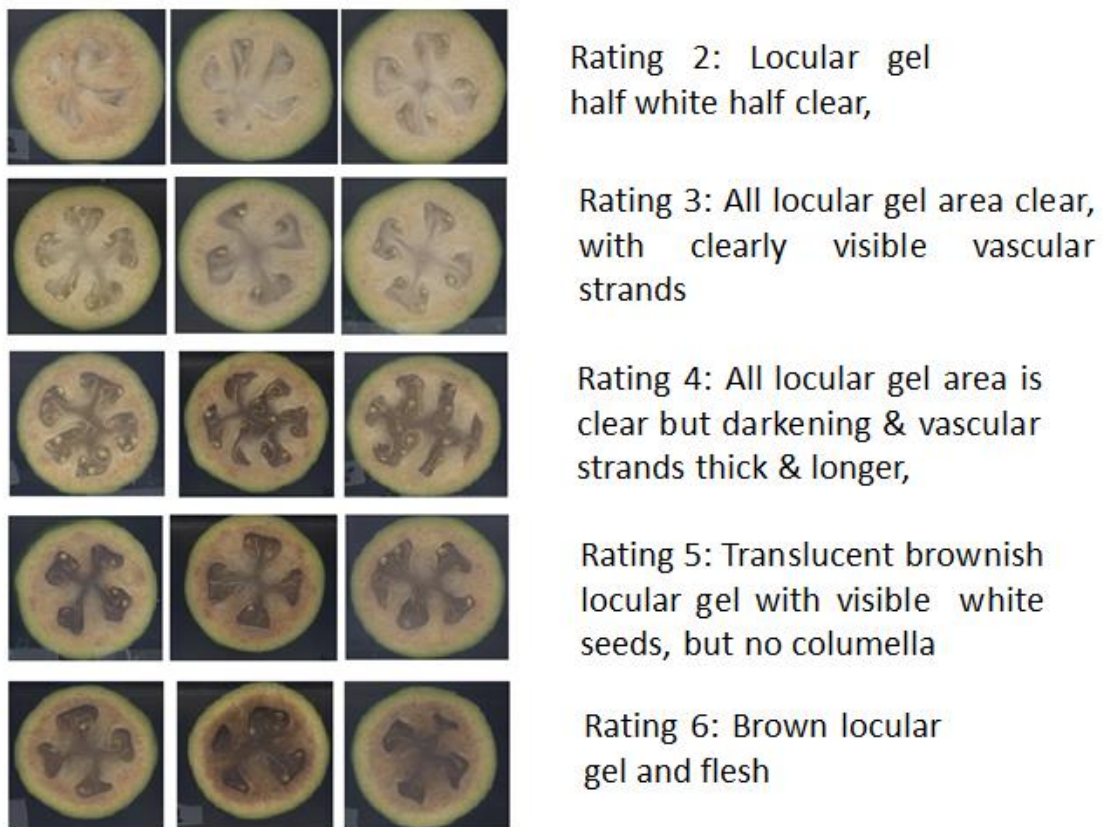 Rating 2: Locular gel
half white half clear,
Rating 3: All locular gel area clear,
with clearly visible vascular
strands
Rating 4: All locular gel area is
clear but darkening & vascular
strands thick & longer,
Rating 5: Translucent brownish
locular gel with visible white
seeds, but no columella
Rating 6: Brown locular
gel and flesh